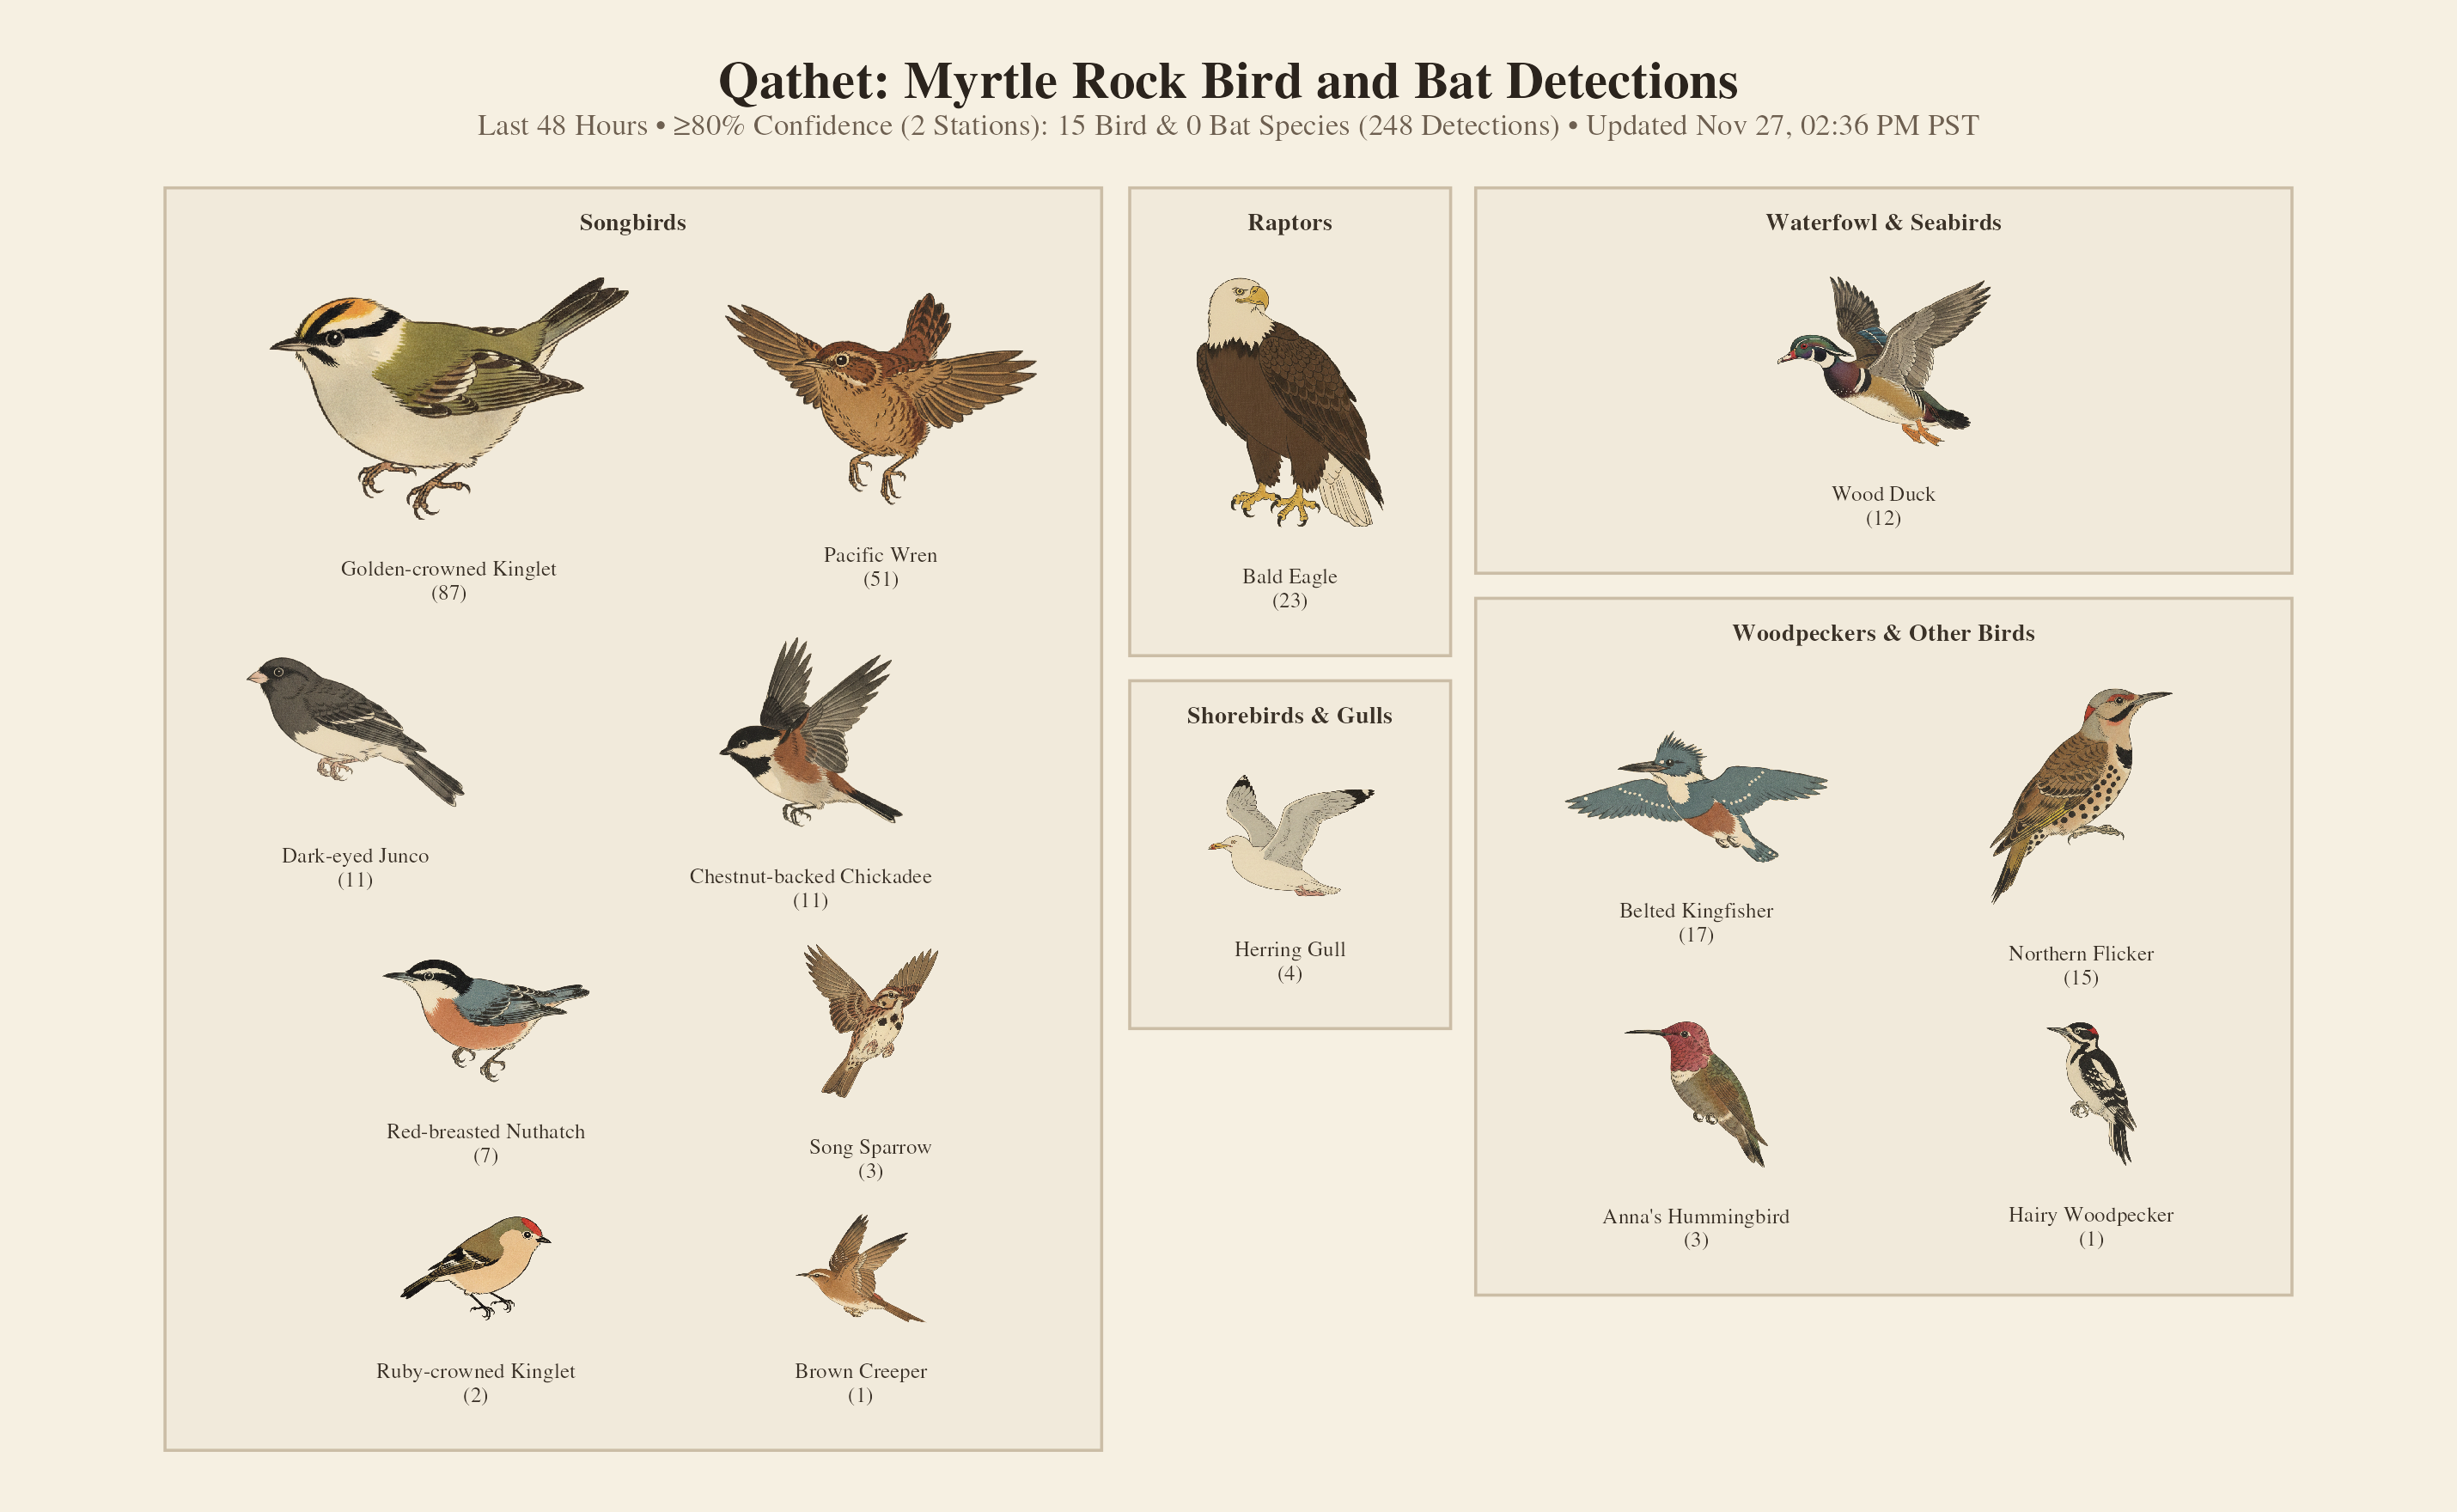 Qathet: Myrtle Rock Bird and Bat Detections
Last 48 Hours • ≥80% Confidence (2 Stations): 15 Bird & 0 Bat Species (248 Detections) • Updated Nov 27, 02:36 PM PST
Songbirds
Golden-crowned Kinglet
(87)
Pacific Wren
(51)
Dark-eyed Junco
(11)
Chestnut-backed Chickadee
(11)
Red-breasted Nuthatch
(7)
Song Sparrow
(3)
Ruby-crowned Kinglet
(2)
Brown Creeper
(1)
Raptors
Bald Eagle
(23)
Shorebirds & Gulls
Herring Gull
(4)
Waterfowl & Seabirds
Wood Duck
(12)
Woodpeckers & Other Birds
Belted Kingfisher
(17)
Northern Flicker
(15)
Anna's Hummingbird
(3)
Hairy Woodpecker
(1)